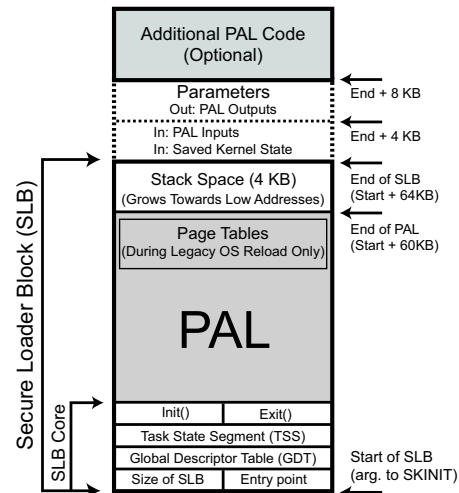 Additional PAL Code
(Optional)
End + 8 KB
Parameters
Out: PAL Outputs
End + 4 KB
In: PAL Inputs
In: Saved Kernel State
End of SLB
(Start + 64KB)
Stack Space (4 KB)
(Grows Towards Low Addresses)
End of PAL
(Start + 60KB)
Page Tables
(During Legacy OS Reload Only)
PAL
Secure Loader Block (SLB)
SLB Core
Init()
Exit()
Task State Segment (TSS)
Global Descriptor Table (GDT)
Size of SLB
Entry point
Start of SLB
(arg. to SKINIT)